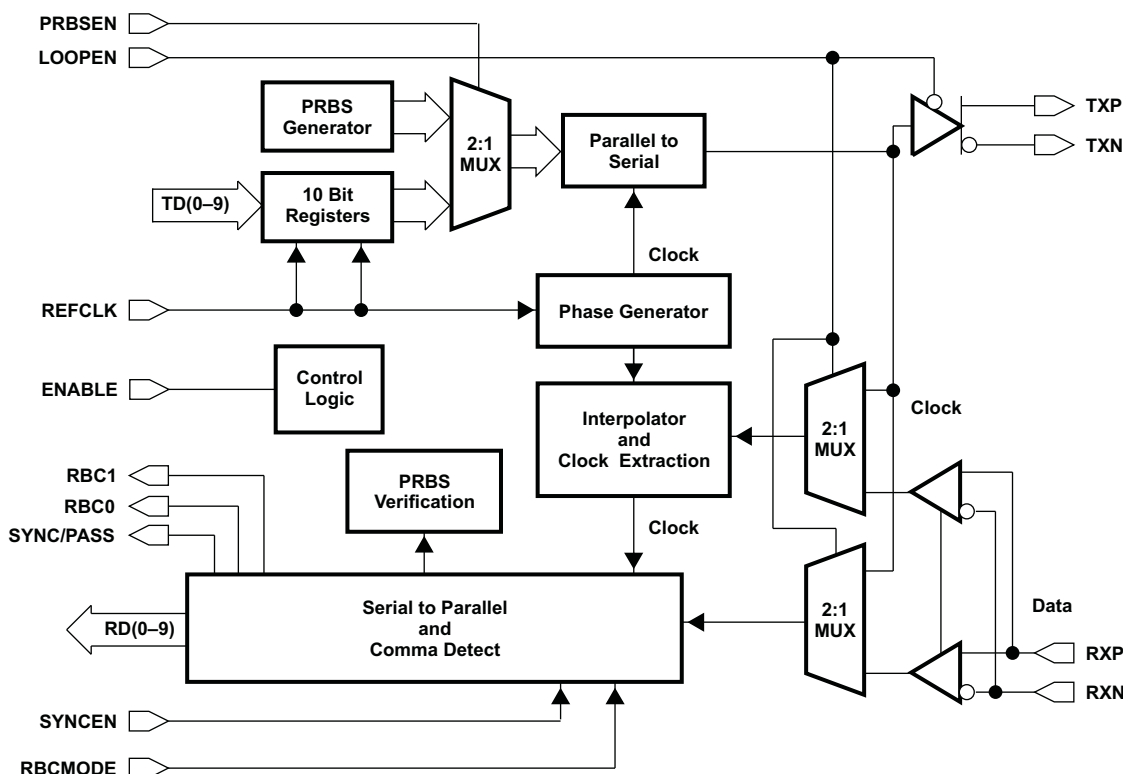 PRBSEN
LOOPEN
PRBS
Generator
2:1
MUX
Parallel to
Serial
TXP
TXN
TD(0–9)
10 Bit
Registers
Clock
REFCLK
Phase Generator
ENABLE
Control
Logic
Interpolator
and
Clock Extraction
2:1
MUX
Clock
RBC1
RBC0
SYNC/PASS
PRBS
Verification
Clock
RD(0–9)
Serial to Parallel
and
Comma Detect
2:1
MUX
Data
RXP
RXN
SYNCEN
RBCMODE